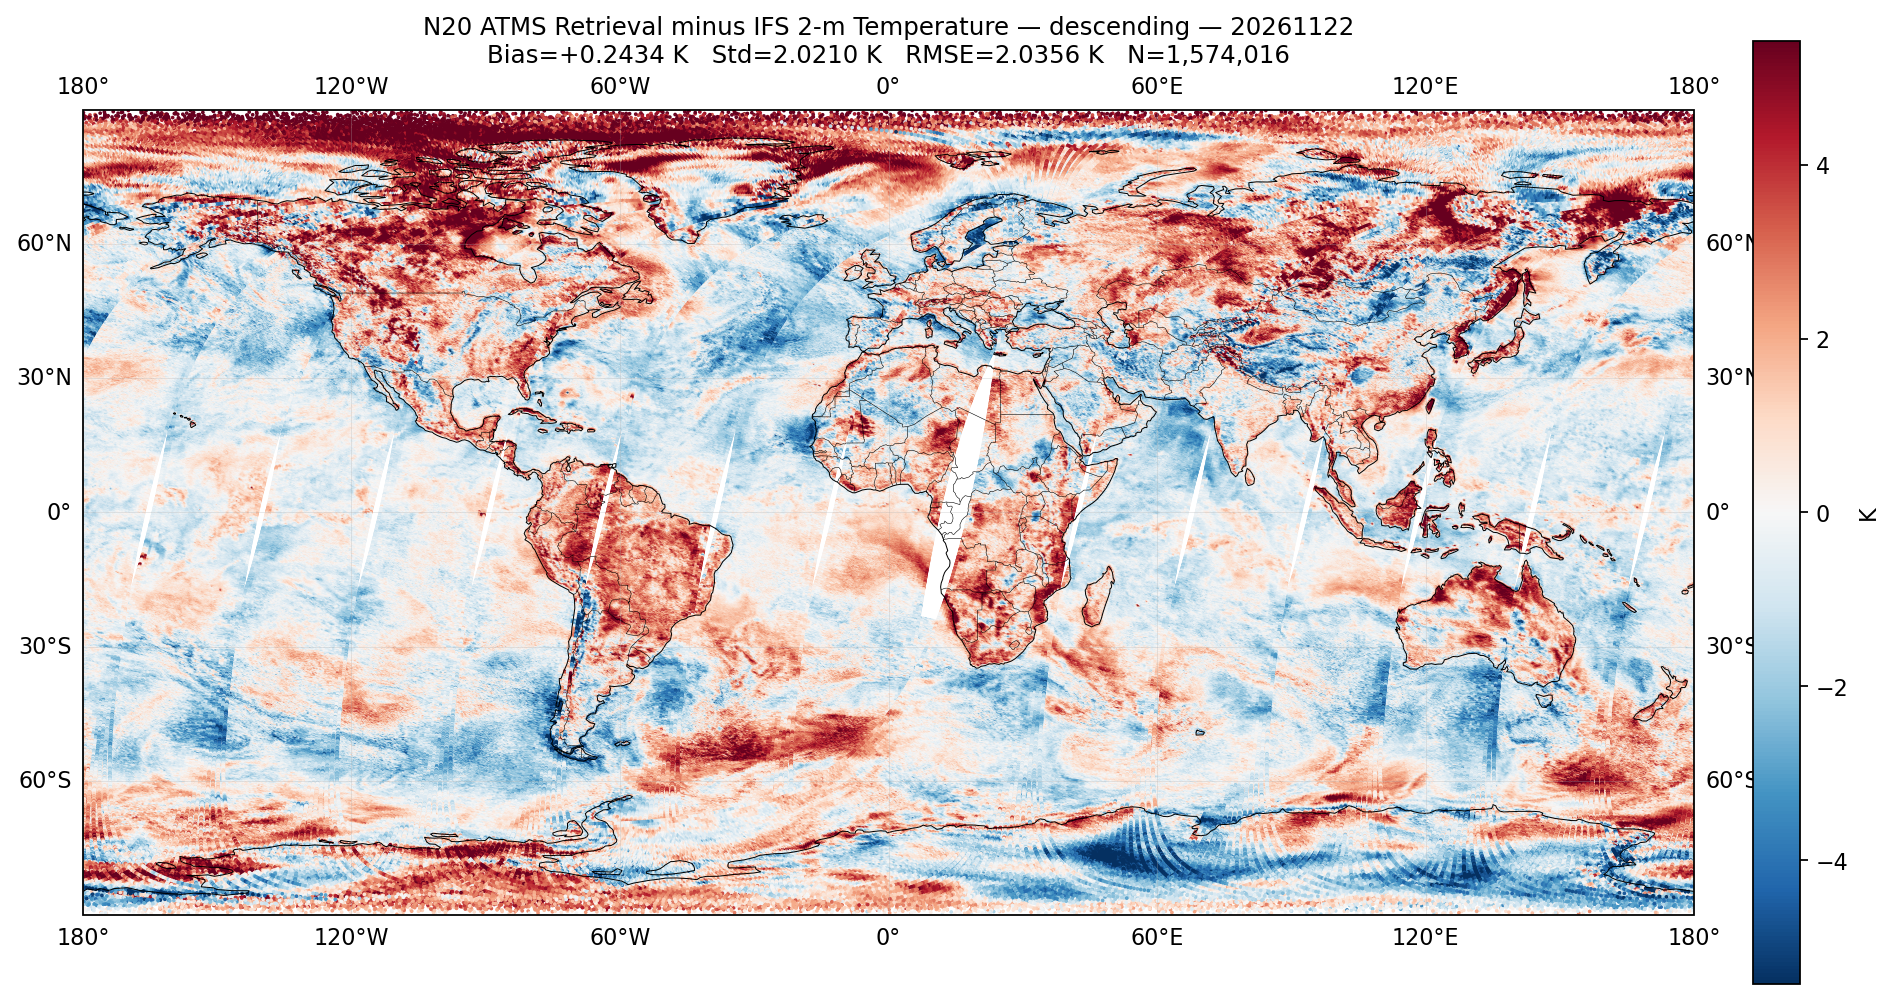 N20 ATMS Retrieval minus IFS 2-m Temperature — descending — 20261122
Bias=+0.2434 K   Std=2.0210 K   RMSE=2.0356 K   N=1,574,016
180° 120°W 60°W 0° 60°E 120°E 180°
60°N 60°N
30°N 30°N
0° 0°
30°S 30°S
60°S 60°S
180° 120°W 60°W 0° 60°E 120°E 180°
4
2
0
−2
−4
K